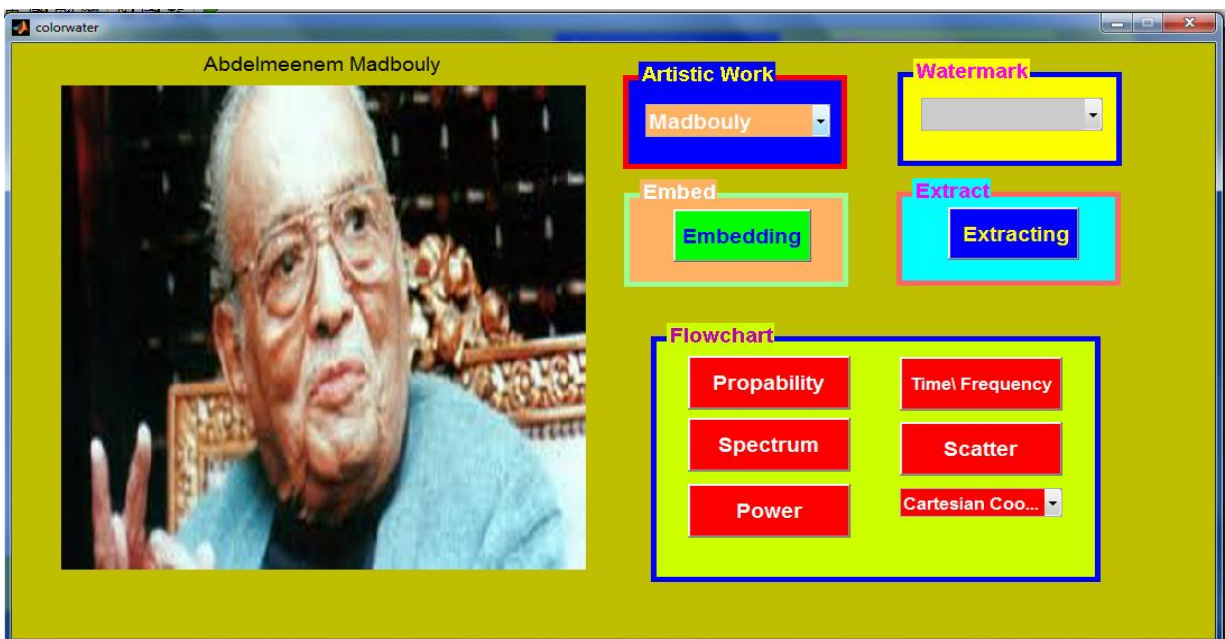 colorwater
Abdelmeenem Madbouly
Artistic Work
Madbouly
Watermark
Embed
Embedding
Extract
Extracting
Flowchart
Propability
Time\ Frequency
Spectrum
Scatter
Power
Cartesian Coo...